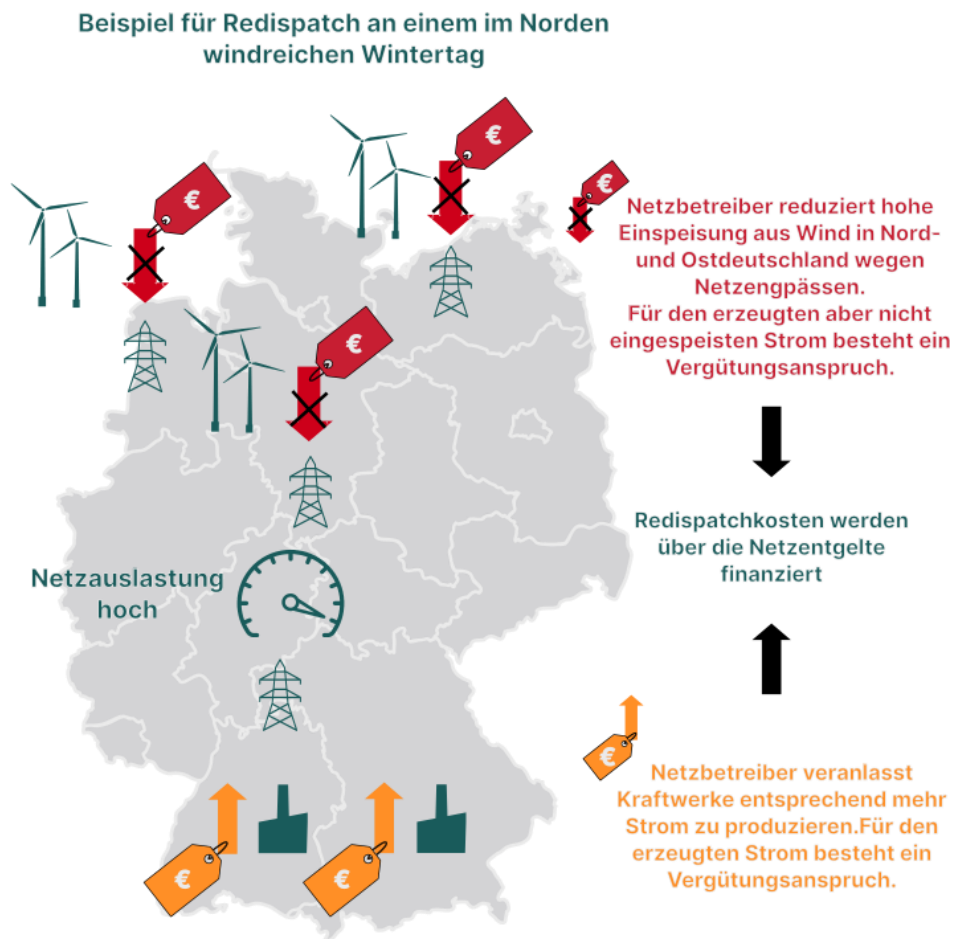 Beispiel für Redispatch an einem im Norden
windreichen Wintertag
€
€
€
€
Netzbetreiber reduziert hohe
Einspeisung aus Wind in Nord-
und Ostdeutschland wegen
Netzengpässen.
Für den erzeugten aber nicht
eingespeisten Strom besteht ein
Vergütungsanspruch.
Redispatchkosten werden
über die Netzentgelte
finanziert
Netzauslastung
hoch
€
Netzbetreiber veranlasst
Kraftwerke entsprechend mehr
Strom zu produzieren.Für den
erzeugten Strom besteht ein
Vergütungsanspruch.
€
€